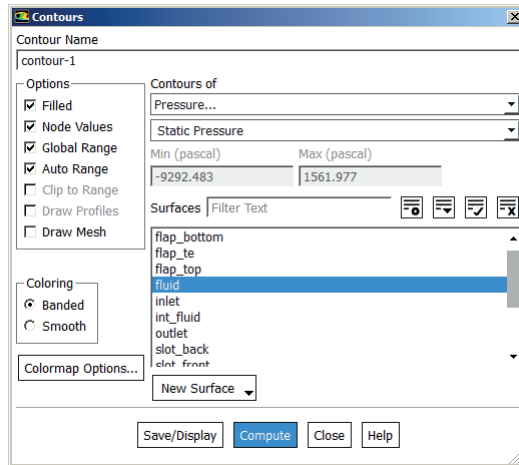 Contours
Contour Name
contour-1
Options
Filled
Node Values
Global Range
Auto Range
Clip to Range
Draw Profiles
Draw Mesh
Coloring
Banded
Smooth
Colormap Options...
Contours of
Pressure...
Static Pressure
Min (pascal) Max (pascal)
-9292.483 1561.977
Surfaces Filter Text
flap_bottom
flap_te
flap_top
fluid
inlet
int_fluid
outlet
slot_back
slot_front
New Surface
Save/Display Compute Close Help